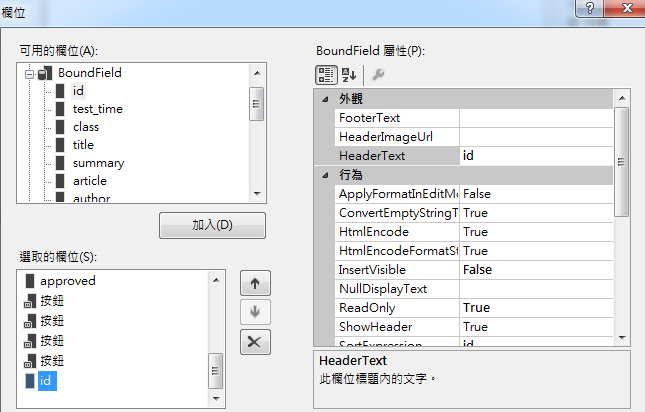 欄位
可用的欄位(A):
BoundField
id
test_time
class
title
summary
article
author
加入(D)
選取的欄位(S):
approved
按鈕
按鈕
按鈕
按鈕
id
BoundField 屬性(P):
外觀
FooterText
HeaderImageUrl
HeaderText id
行為
ApplyFormatInEditMo False
ConvertEmptyStringT True
HtmlEncode True
HtmlEncodeFormatSt True
InsertVisible False
NullDisplayText
ReadOnly True
ShowHeader True
SortExpression id
HeaderText
此欄位標題內的文字。